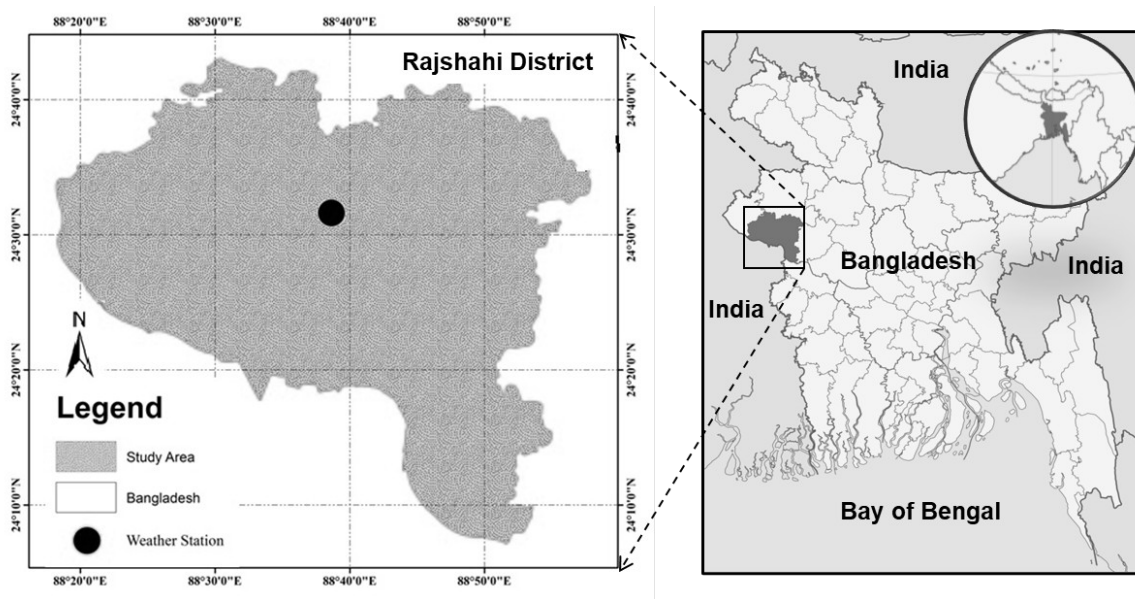 88°20'0"E 88°30'0"E 88°40'0"E 88°50'0"E
Rajshahi District
24°40'0"N 24°40'0"N
24°30'0"N 24°30'0"N
24°20'0"N 24°20'0"N
24°10'0"N 24°10'0"N
N
Legend
Study Area
Bangladesh
Weather Station
88°20'0"E 88°30'0"E 88°40'0"E 88°50'0"E
India
Bangladesh
India
India
Bay of Bengal